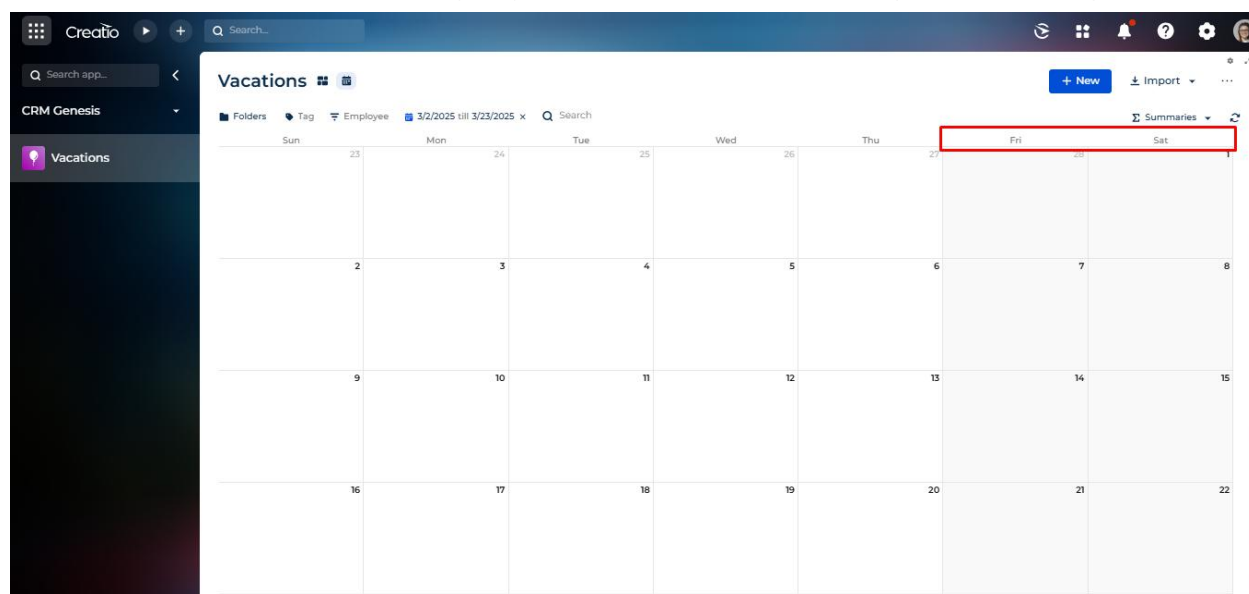 Creatio
Search...
Search app...
CRM Genesis
Vacations
Vacations
+ New
Import
Folders
Tag
Employee
3/2/2025 till 3/23/2025 ×
Search
Σ Summaries
Sun Mon Tue Wed Thu Fri Sat
23 24 25 26 27 28 1
2 3 4 5 6 7 8
9 10 11 12 13 14 15
16 17 18 19 20 21 22